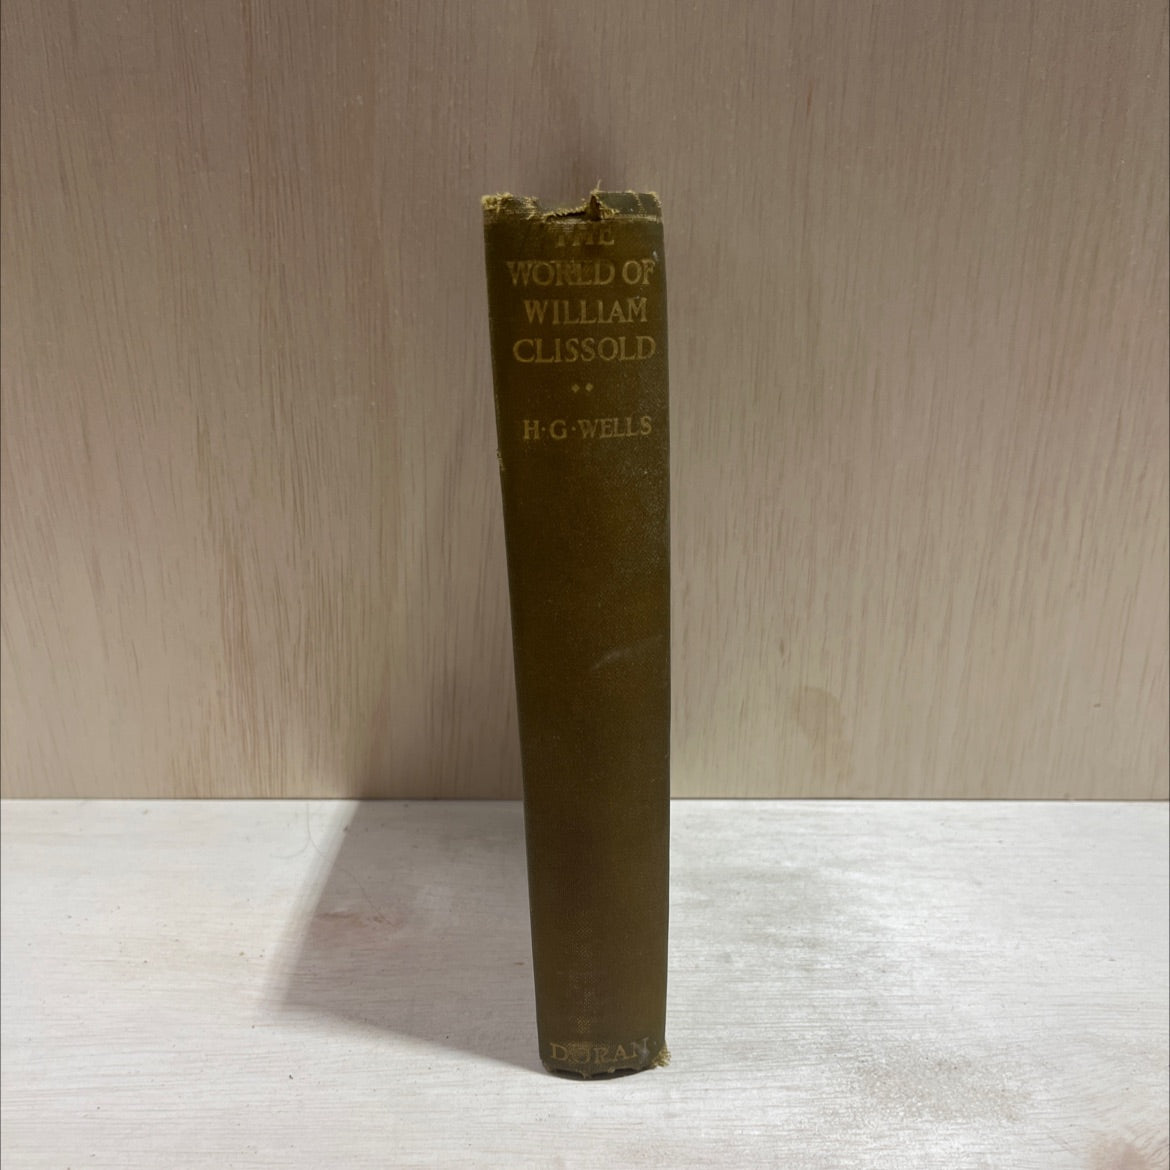 THE
WORLD OF
WILLIAM
CLISSOLD
H·G·WELLS
DORAN